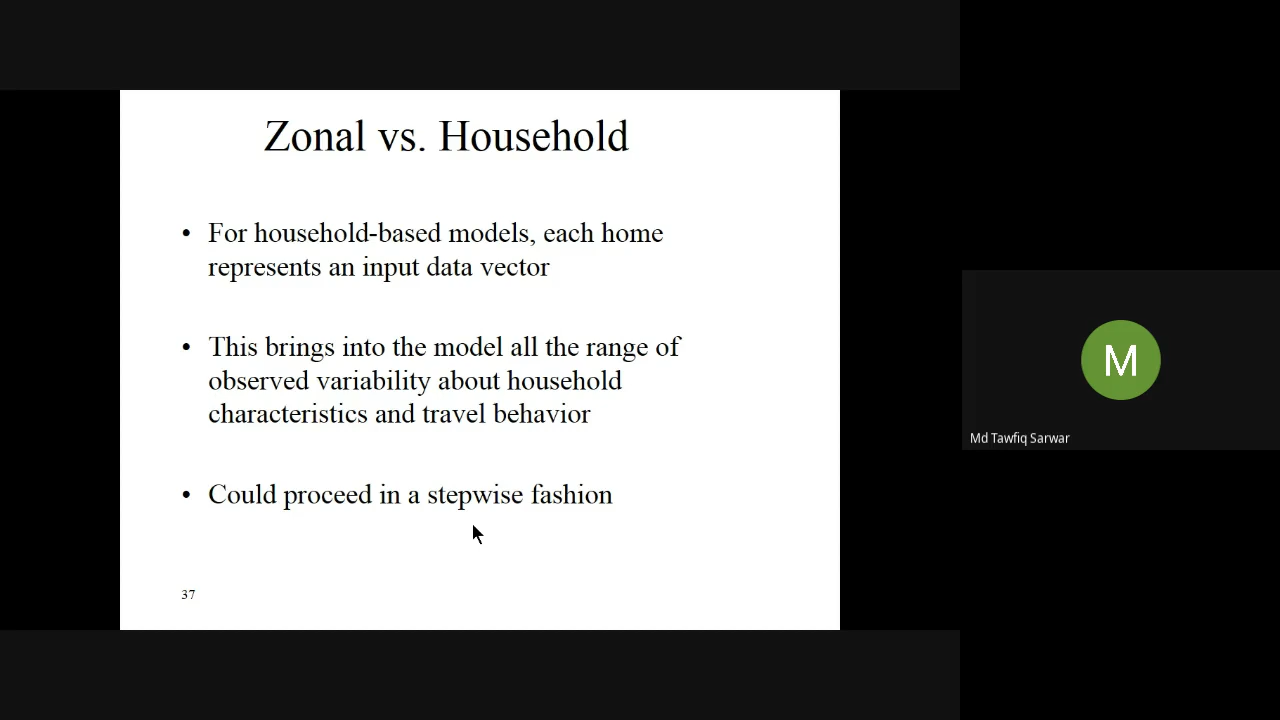 Zonal vs. Household
• For household-based models, each home
represents an input data vector
• This brings into the model all the range of
observed variability about household
characteristics and travel behavior
• Could proceed in a stepwise fashion
37
M
Md Tawfiq Sarwar